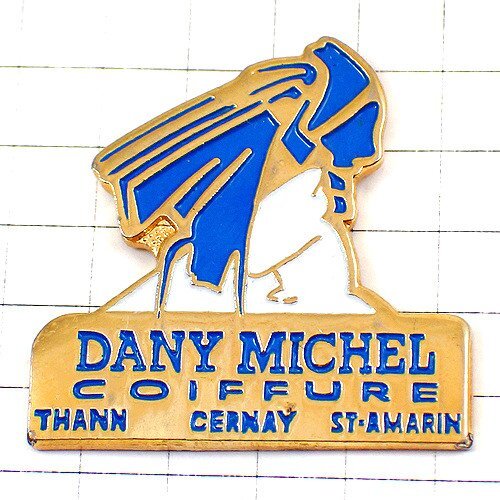 DANY MICHEL
COIFFURE
THANN CERNAY ST-AMARIN